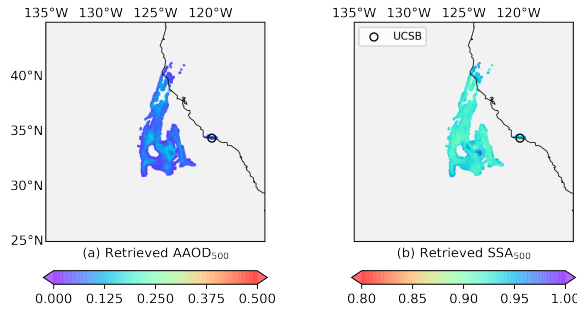 135°W 130°W 125°W 120°W 135°W 130°W 125°W 120°W
UCSB
40°N
35°N
30°N
25°N
(a) Retrieved AAOD500 (b) Retrieved SSA500
0.000 0.125 0.250 0.375 0.500 0.80 0.85 0.90 0.95 1.00